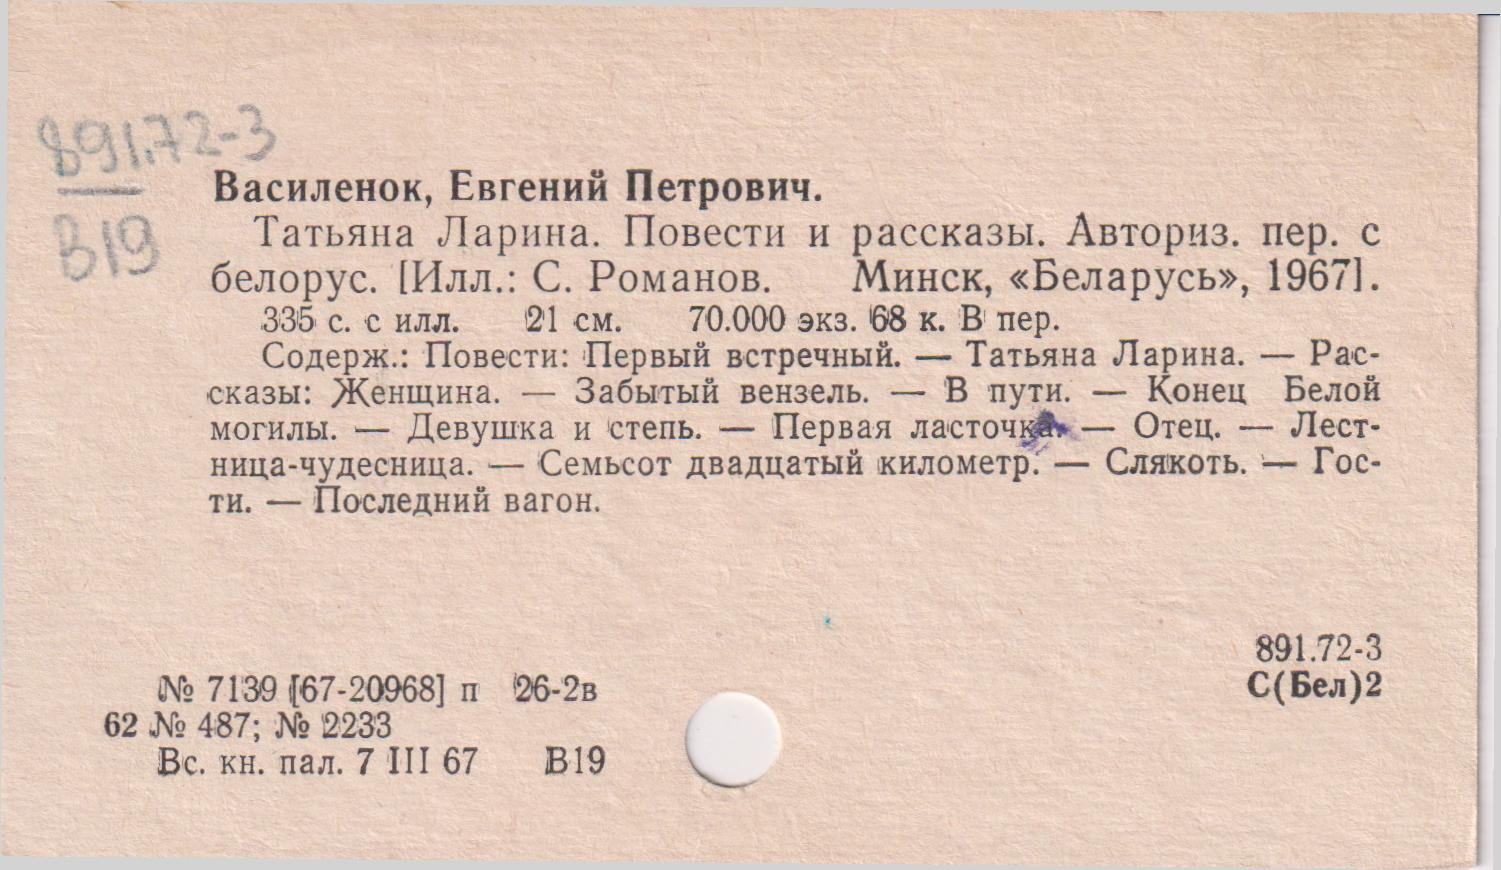 891.72-3
В19
Василенок, Евгений Петрович.
Татьяна Ларина. Повести и рассказы. Авториз. пер. с
белорус. [Илл.: С. Романов. Минск, «Беларусь», 1967].
335 с. с илл. 21 см. 70.000 экз. 68 к. В пер.
Содерж.: Повести: Первый встречный. — Татьяна Ларина. — Рас-
сказы: Женщина. — Забытый вензель. — В пути. — Конец Белой
могилы. — Девушка и степь. — Первая ласточка. — Отец. — Лест-
ница-чудесница. — Семьсот двадцатый километр. — Слякоть. — Гос-
ти. — Последний вагон.
891.72-3
С(Бел)2
№ 7139 [67-20968] п 26-2в
62 № 487; № 2233
Вс. кн. пал. 7 III 67 В19